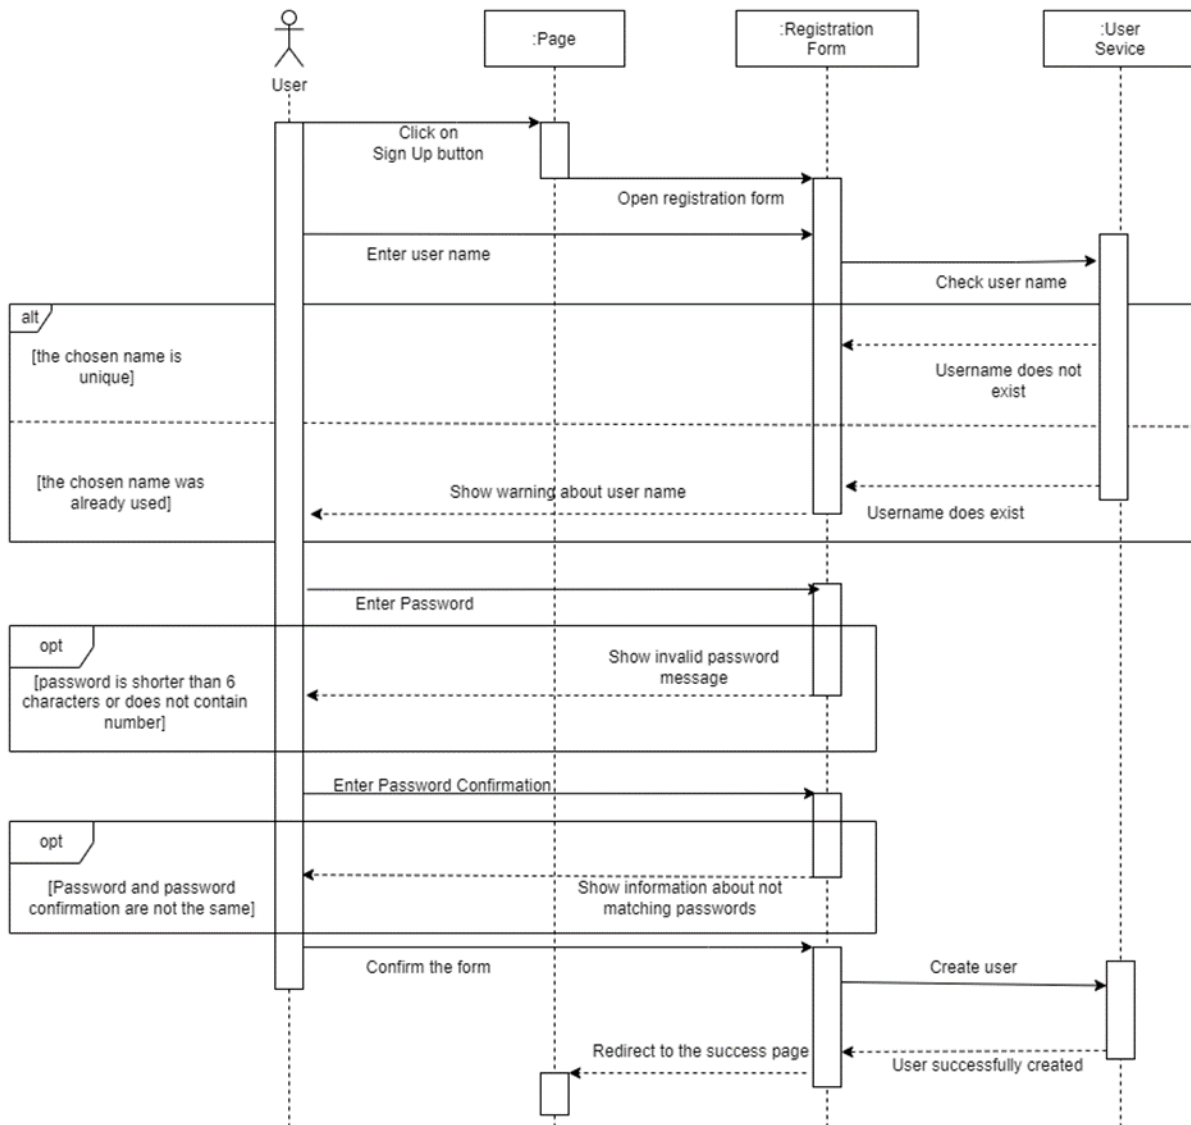 :Page
:Registration
Form
:User
Sevice
User
Click on
Sign Up button
Open registration form
Enter user name
Check user name
alt
[the chosen name is
unique]
Username does not
exist
[the chosen name was
already used]
Show warning about user name
Username does exist
Enter Password
opt
Show invalid password
message
[password is shorter than 6
characters or does not contain
number]
Enter Password Confirmation
opt
[Password and password
confirmation are not the same]
Show information about not
matching passwords
Confirm the form
Create user
Redirect to the success page
User successfully created